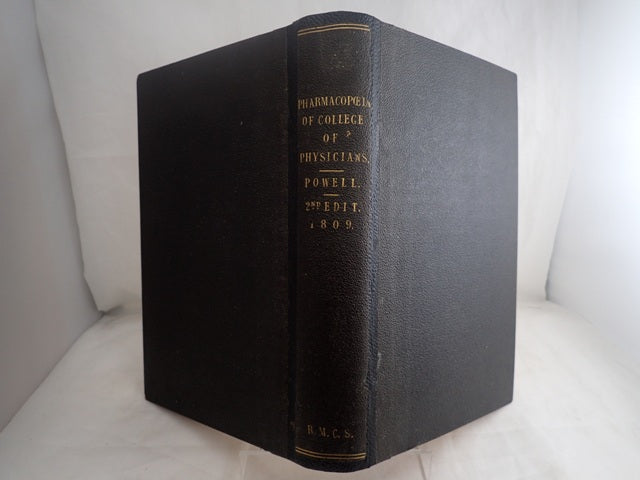 PHARMACOPŒIA
OF COLLEGE
OF
PHYSICIANS.
POWELL.
2ND EDIT.
1809.
R. M. C. S.